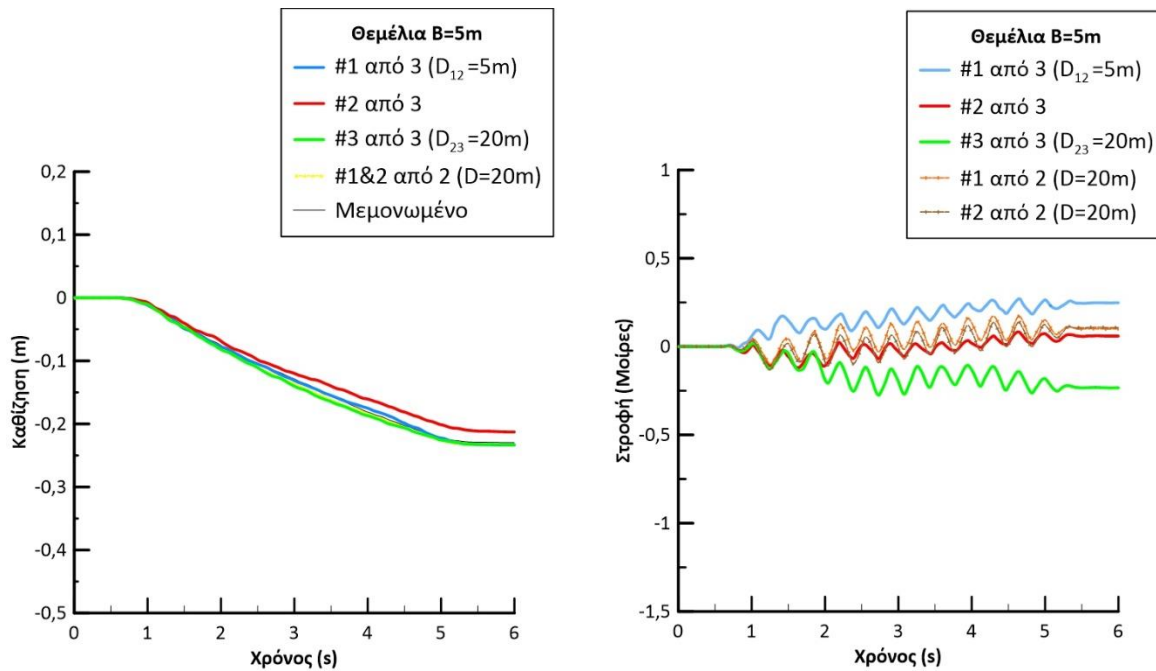 Θεμέλια B=5m
#1 από 3 (D12=5m)
#2 από 3
#3 από 3 (D23=20m)
#1&2 από 2 (D=20m)
Μεμονωμένο
0,2
0,1
0
-0,1
-0,2
-0,3
-0,4
-0,5
Καθίζηση (m)
0 1 2 3 4 5 6
Χρόνος (s)
Θεμέλια B=5m
#1 από 3 (D12=5m)
#2 από 3
#3 από 3 (D23=20m)
#1 από 2 (D=20m)
#2 από 2 (D=20m)
1
0,5
0
-0,5
-1
-1,5
Στροφή (Μοίρες)
0 1 2 3 4 5 6
Χρόνος (s)